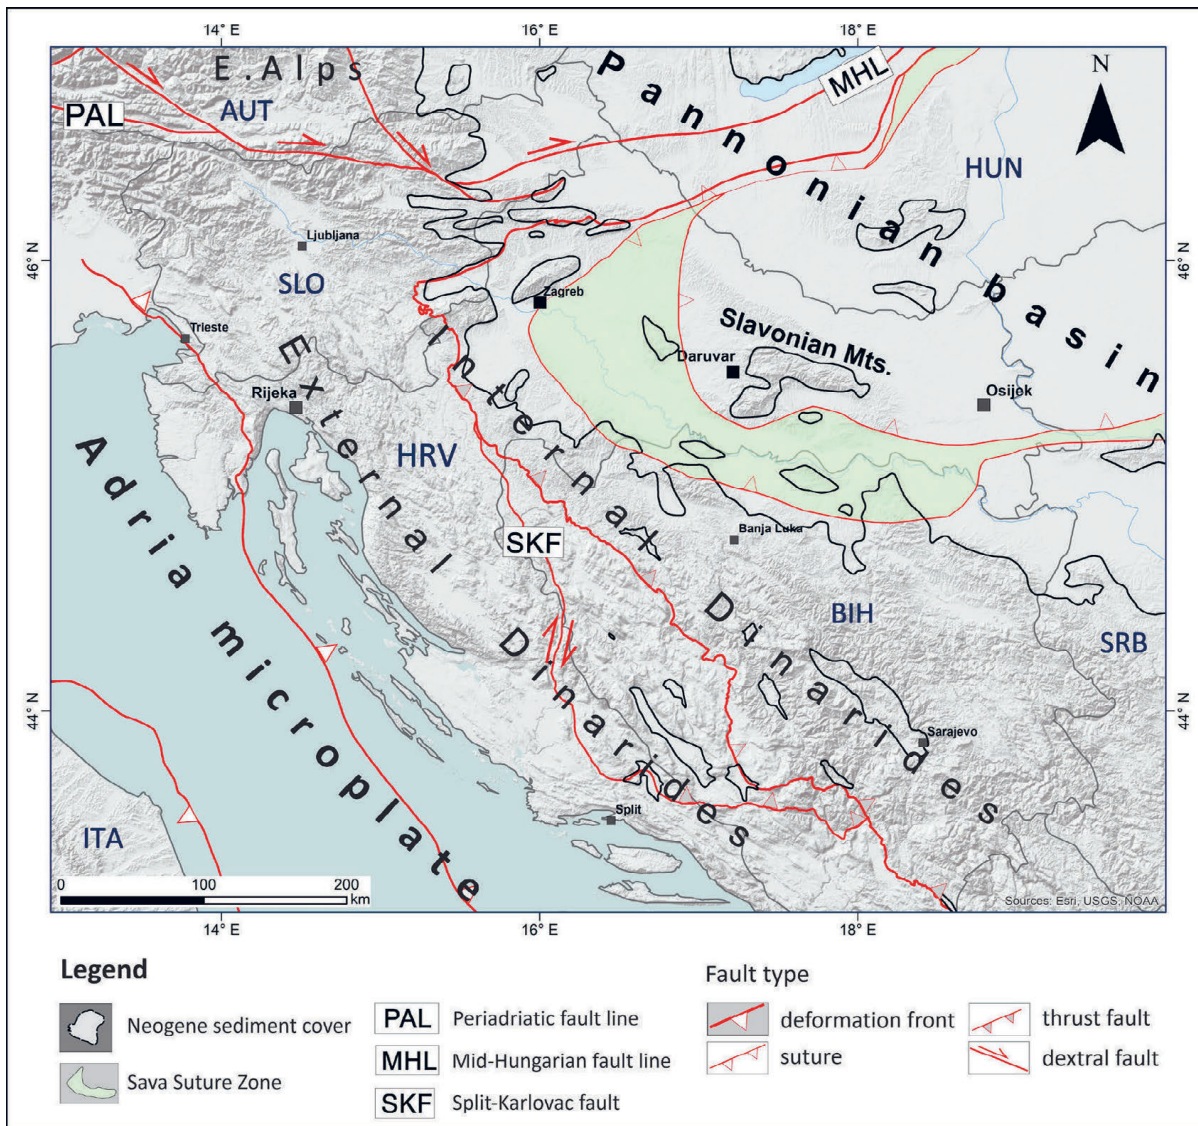 14° E 16° E 18° E
E.Alps
AUT
PAL
MHL
N
Pannonian basin
HUN
46° N 46° N
Ljubljana
SLO
Zagreb
Trieste
Slavonian Mts.
Daruvar
Rijeka
Osijek
External Dinarides
Internal Dinarides
HRV
Adria microplate
SKF
Banja Luka
BIH
SRB
44° N 44° N
Sarajevo
Split
ITA
0 100 200
km
Sources: Esri, USGS, NOAA
14° E 16° E 18° E
Legend
Neogene sediment cover
Sava Suture Zone
PAL Periadriatic fault line
MHL Mid-Hungarian fault line
SKF Split-Karlovac fault
Fault type
deformation front
suture
thrust fault
dextral fault